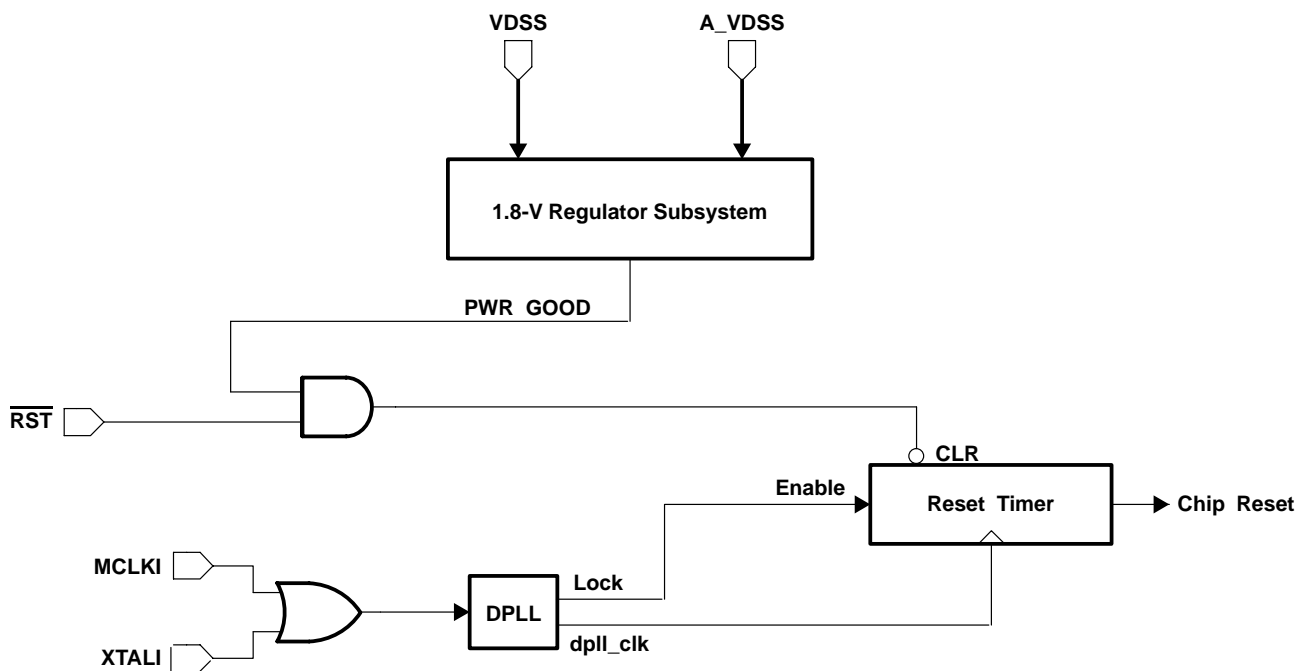 VDSS
A_VDSS
1.8-V Regulator Subsystem
PWR GOOD
RST
CLR
Enable
Reset Timer
Chip Reset
MCLKI
Lock
DPLL
dpll_clk
XTALI